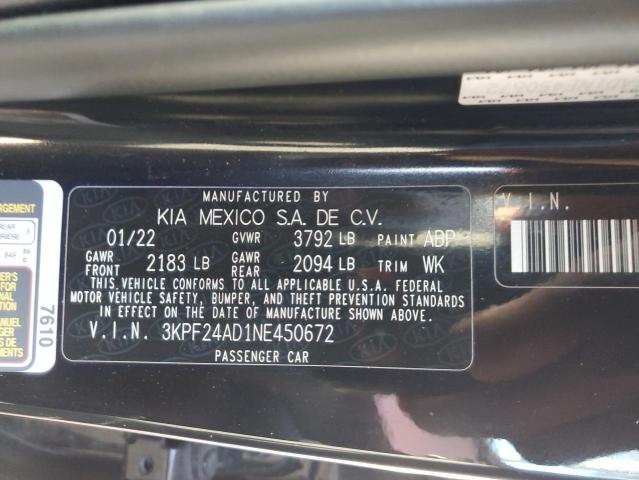 MANUFACTURED BY
KIA MEXICO S.A. DE C.V.
01/22 GVWR 3792 LB PAINT ABP
GAWR FRONT 2183 LB GAWR REAR 2094 LB TRIM WK
THIS VEHICLE CONFORMS TO ALL APPLICABLE U.S.A. FEDERAL
MOTOR VEHICLE SAFETY, BUMPER, AND THEFT PREVENTION STANDARDS
IN EFFECT ON THE DATE OF MANUFACTURE SHOWN ABOVE.
V.I.N. 3KPF24AD1NE450672
PASSENGER CAR
V.I.N.
7610
REAR